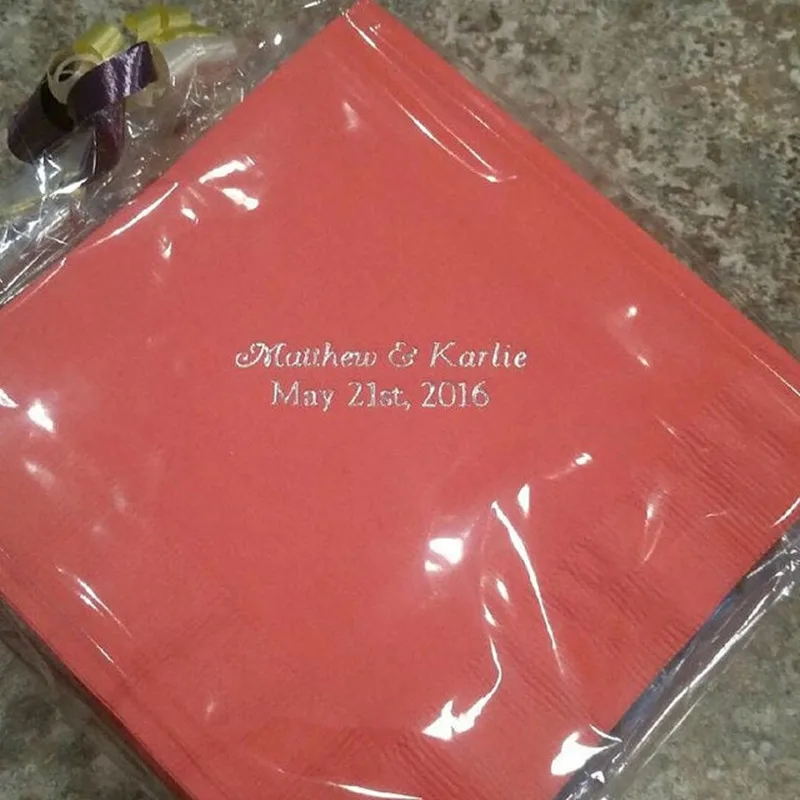 Matthew & Karlie
May 21st, 2016